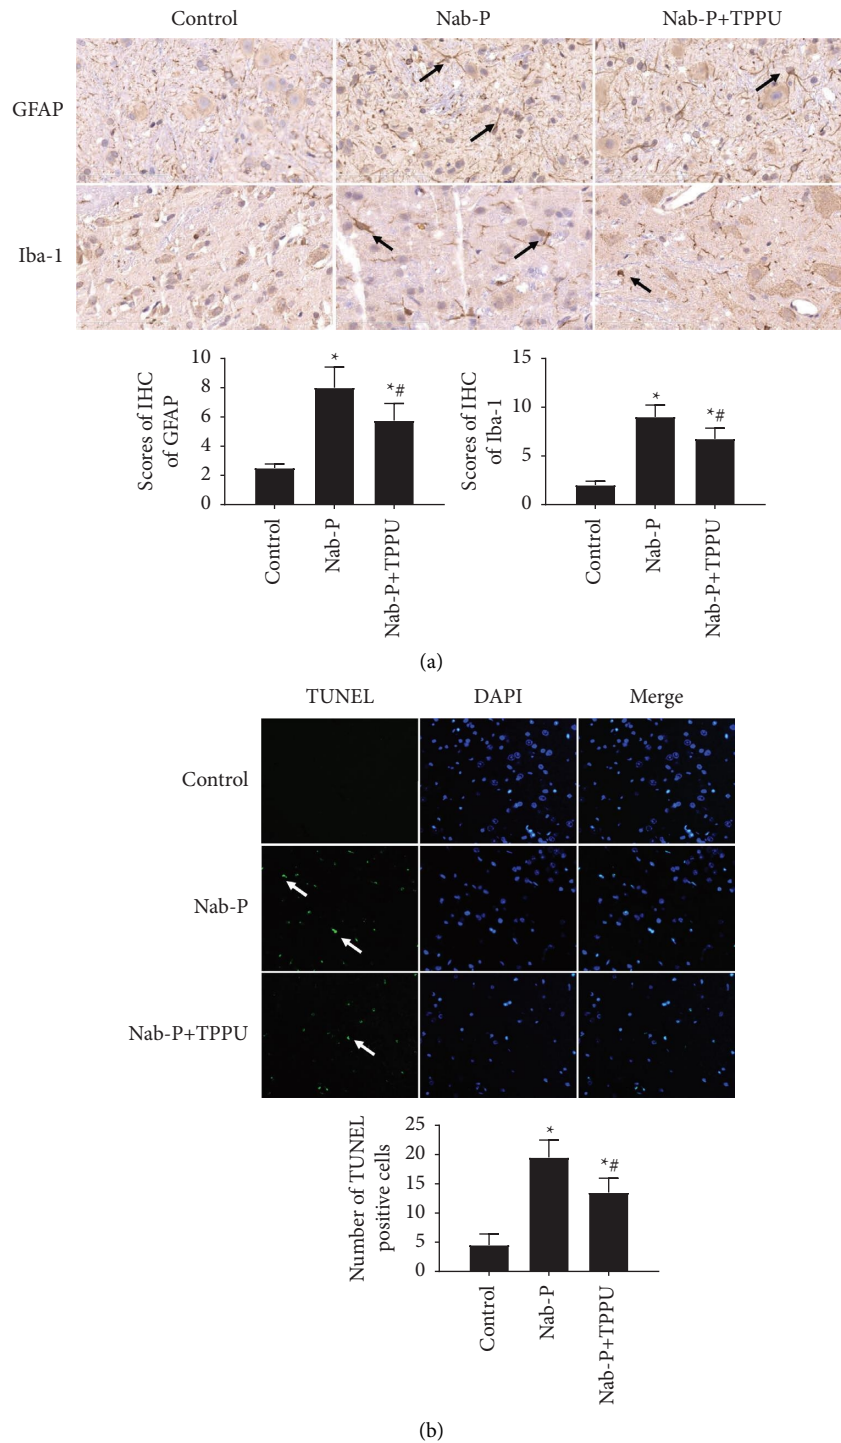 Control
Nab-P
Nab-P+TPPU
GFAP
Iba-1
Scores of IHC
of GFAP
10
8
6
4
2
0
*
*#
Control
Nab-P
Nab-P+TPPU
Scores of IHC
of Iba-1
15
10
5
0
*
*#
Control
Nab-P
Nab-P+TPPU
(a)
TUNEL
DAPI
Merge
Control
Nab-P
Nab-P+TPPU
Number of TUNEL
positive cells
25
20
15
10
5
0
*
*#
Control
Nab-P
Nab-P+TPPU
(b)